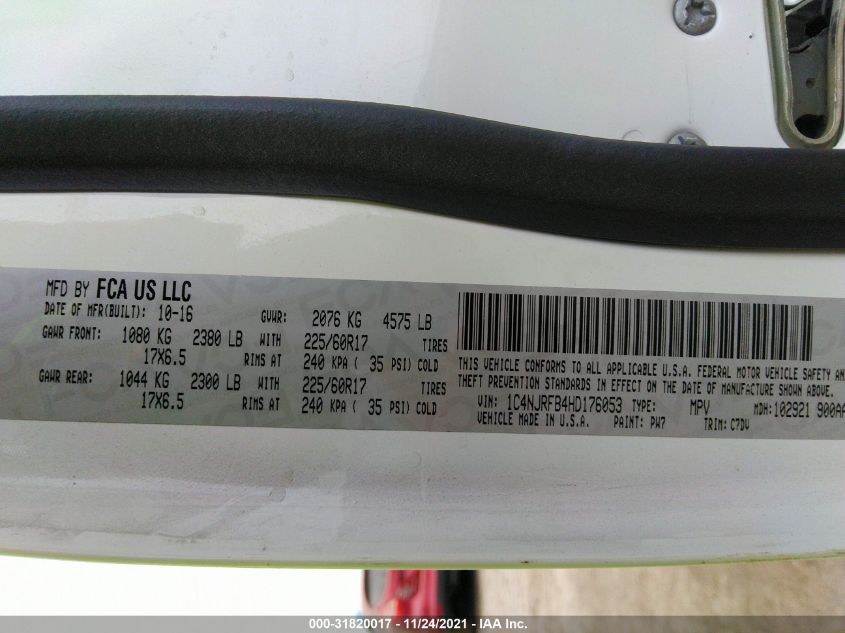 MFD BY FCA US LLC
DATE OF MFR(BUILT): 10-16 GVWR: 2076 KG 4575 LB
GAWR FRONT: 1080 KG 2380 LB WITH 225/60R17 TIRES
17X6.5 RIMS AT 240 KPA ( 35 PSI) COLD
GAWR REAR: 1044 KG 2300 LB WITH 225/60R17 TIRES
17X6.5 RIMS AT 240 KPA ( 35 PSI) COLD
THIS VEHICLE CONFORMS TO ALL APPLICABLE U.S.A. FEDERAL MOTOR VEHICLE SAFETY AN
THEFT PREVENTION STANDARDS IN EFFECT ON THE DATE OF MANUFACTURE SHOWN ABOVE.
VIN: 1C4NJRFB4HD176053 TYPE: MPV MDH:102921 900AA
VEHICLE MADE IN U.S.A. PAINT: PW7 TRIM: C7DV
000-31820017 - 11/24/2021 - IAA Inc.